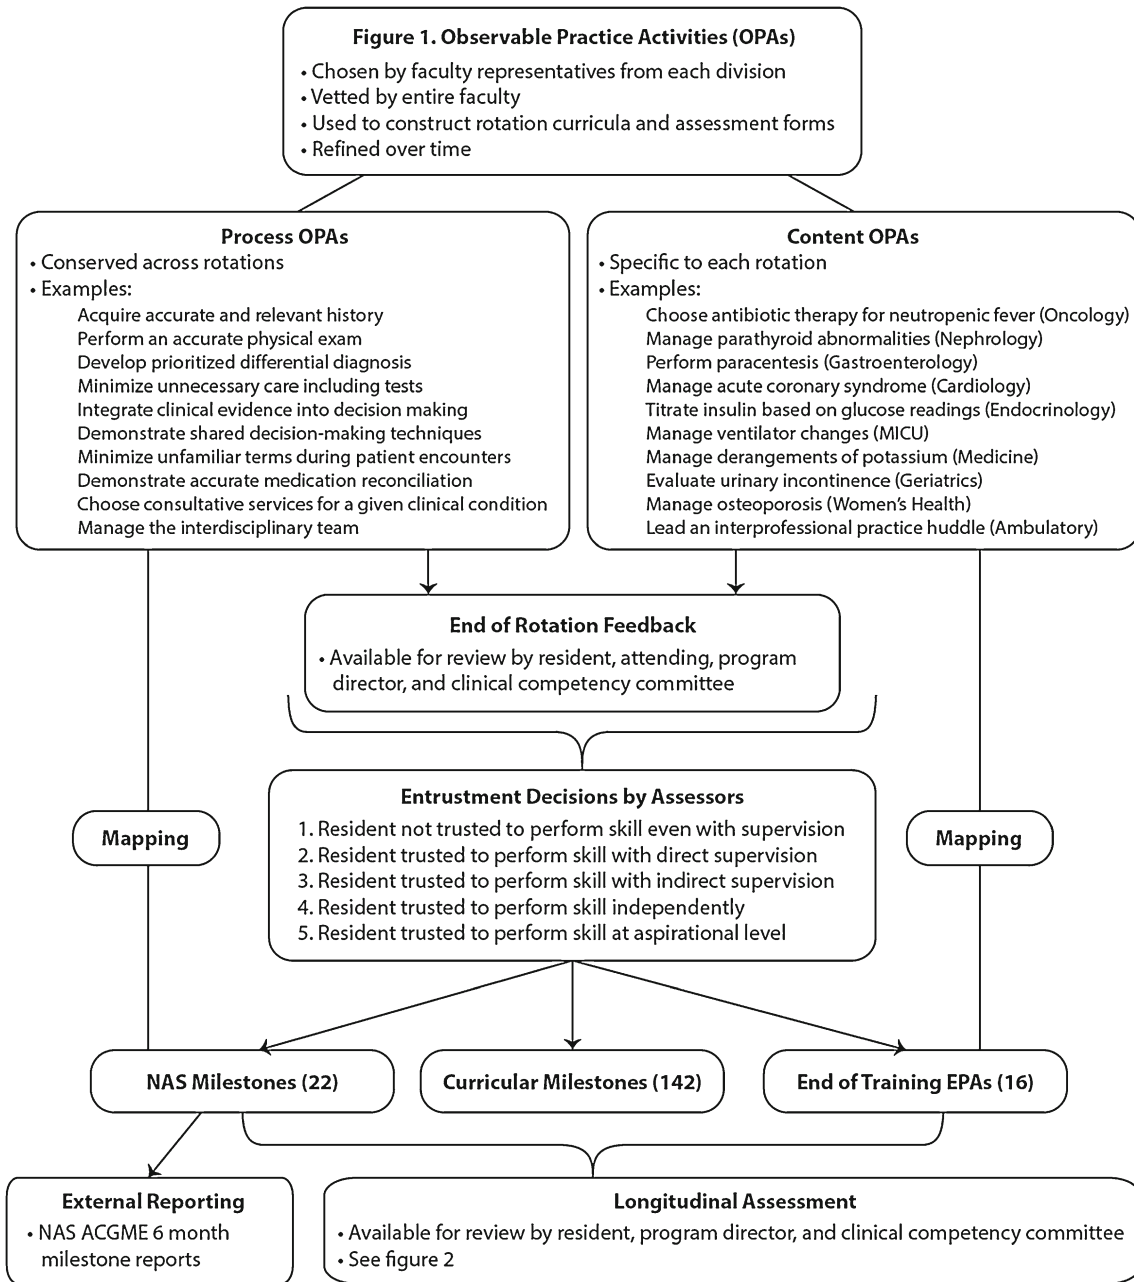 Figure 1. Observable Practice Activities (OPAs)
• Chosen by faculty representatives from each division
• Vetted by entire faculty
• Used to construct rotation curricula and assessment forms
• Refined over time
Process OPAs
• Conserved across rotations
• Examples:
Acquire accurate and relevant history
Perform an accurate physical exam
Develop prioritized differential diagnosis
Minimize unnecessary care including tests
Integrate clinical evidence into decision making
Demonstrate shared decision-making techniques
Minimize unfamiliar terms during patient encounters
Demonstrate accurate medication reconciliation
Choose consultative services for a given clinical condition
Manage the interdisciplinary team
Content OPAs
• Specific to each rotation
• Examples:
Choose antibiotic therapy for neutropenic fever (Oncology)
Manage parathyroid abnormalities (Nephrology)
Perform paracentesis (Gastroenterology)
Manage acute coronary syndrome (Cardiology)
Titrate insulin based on glucose readings (Endocrinology)
Manage ventilator changes (MICU)
Manage derangements of potassium (Medicine)
Evaluate urinary incontinence (Geriatrics)
Manage osteoporosis (Women's Health)
Lead an interprofessional practice huddle (Ambulatory)
End of Rotation Feedback
• Available for review by resident, attending, program
director, and clinical competency committee
Mapping
Entrustment Decisions by Assessors
1. Resident not trusted to perform skill even with supervision
2. Resident trusted to perform skill with direct supervision
3. Resident trusted to perform skill with indirect supervision
4. Resident trusted to perform skill independently
5. Resident trusted to perform skill at aspirational level
Mapping
NAS Milestones (22)
Curricular Milestones (142)
End of Training EPAs (16)
External Reporting
• NAS ACGME 6 month
milestone reports
Longitudinal Assessment
• Available for review by resident, program director, and clinical competency committee
• See figure 2